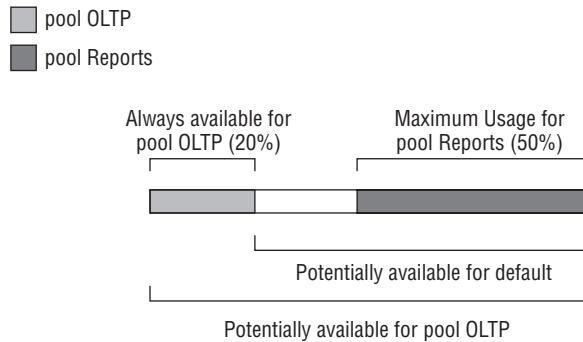 pool OLTP
pool Reports
Always available for
pool OLTP (20%)
Maximum Usage for
pool Reports (50%)
Potentially available for default
Potentially available for pool OLTP